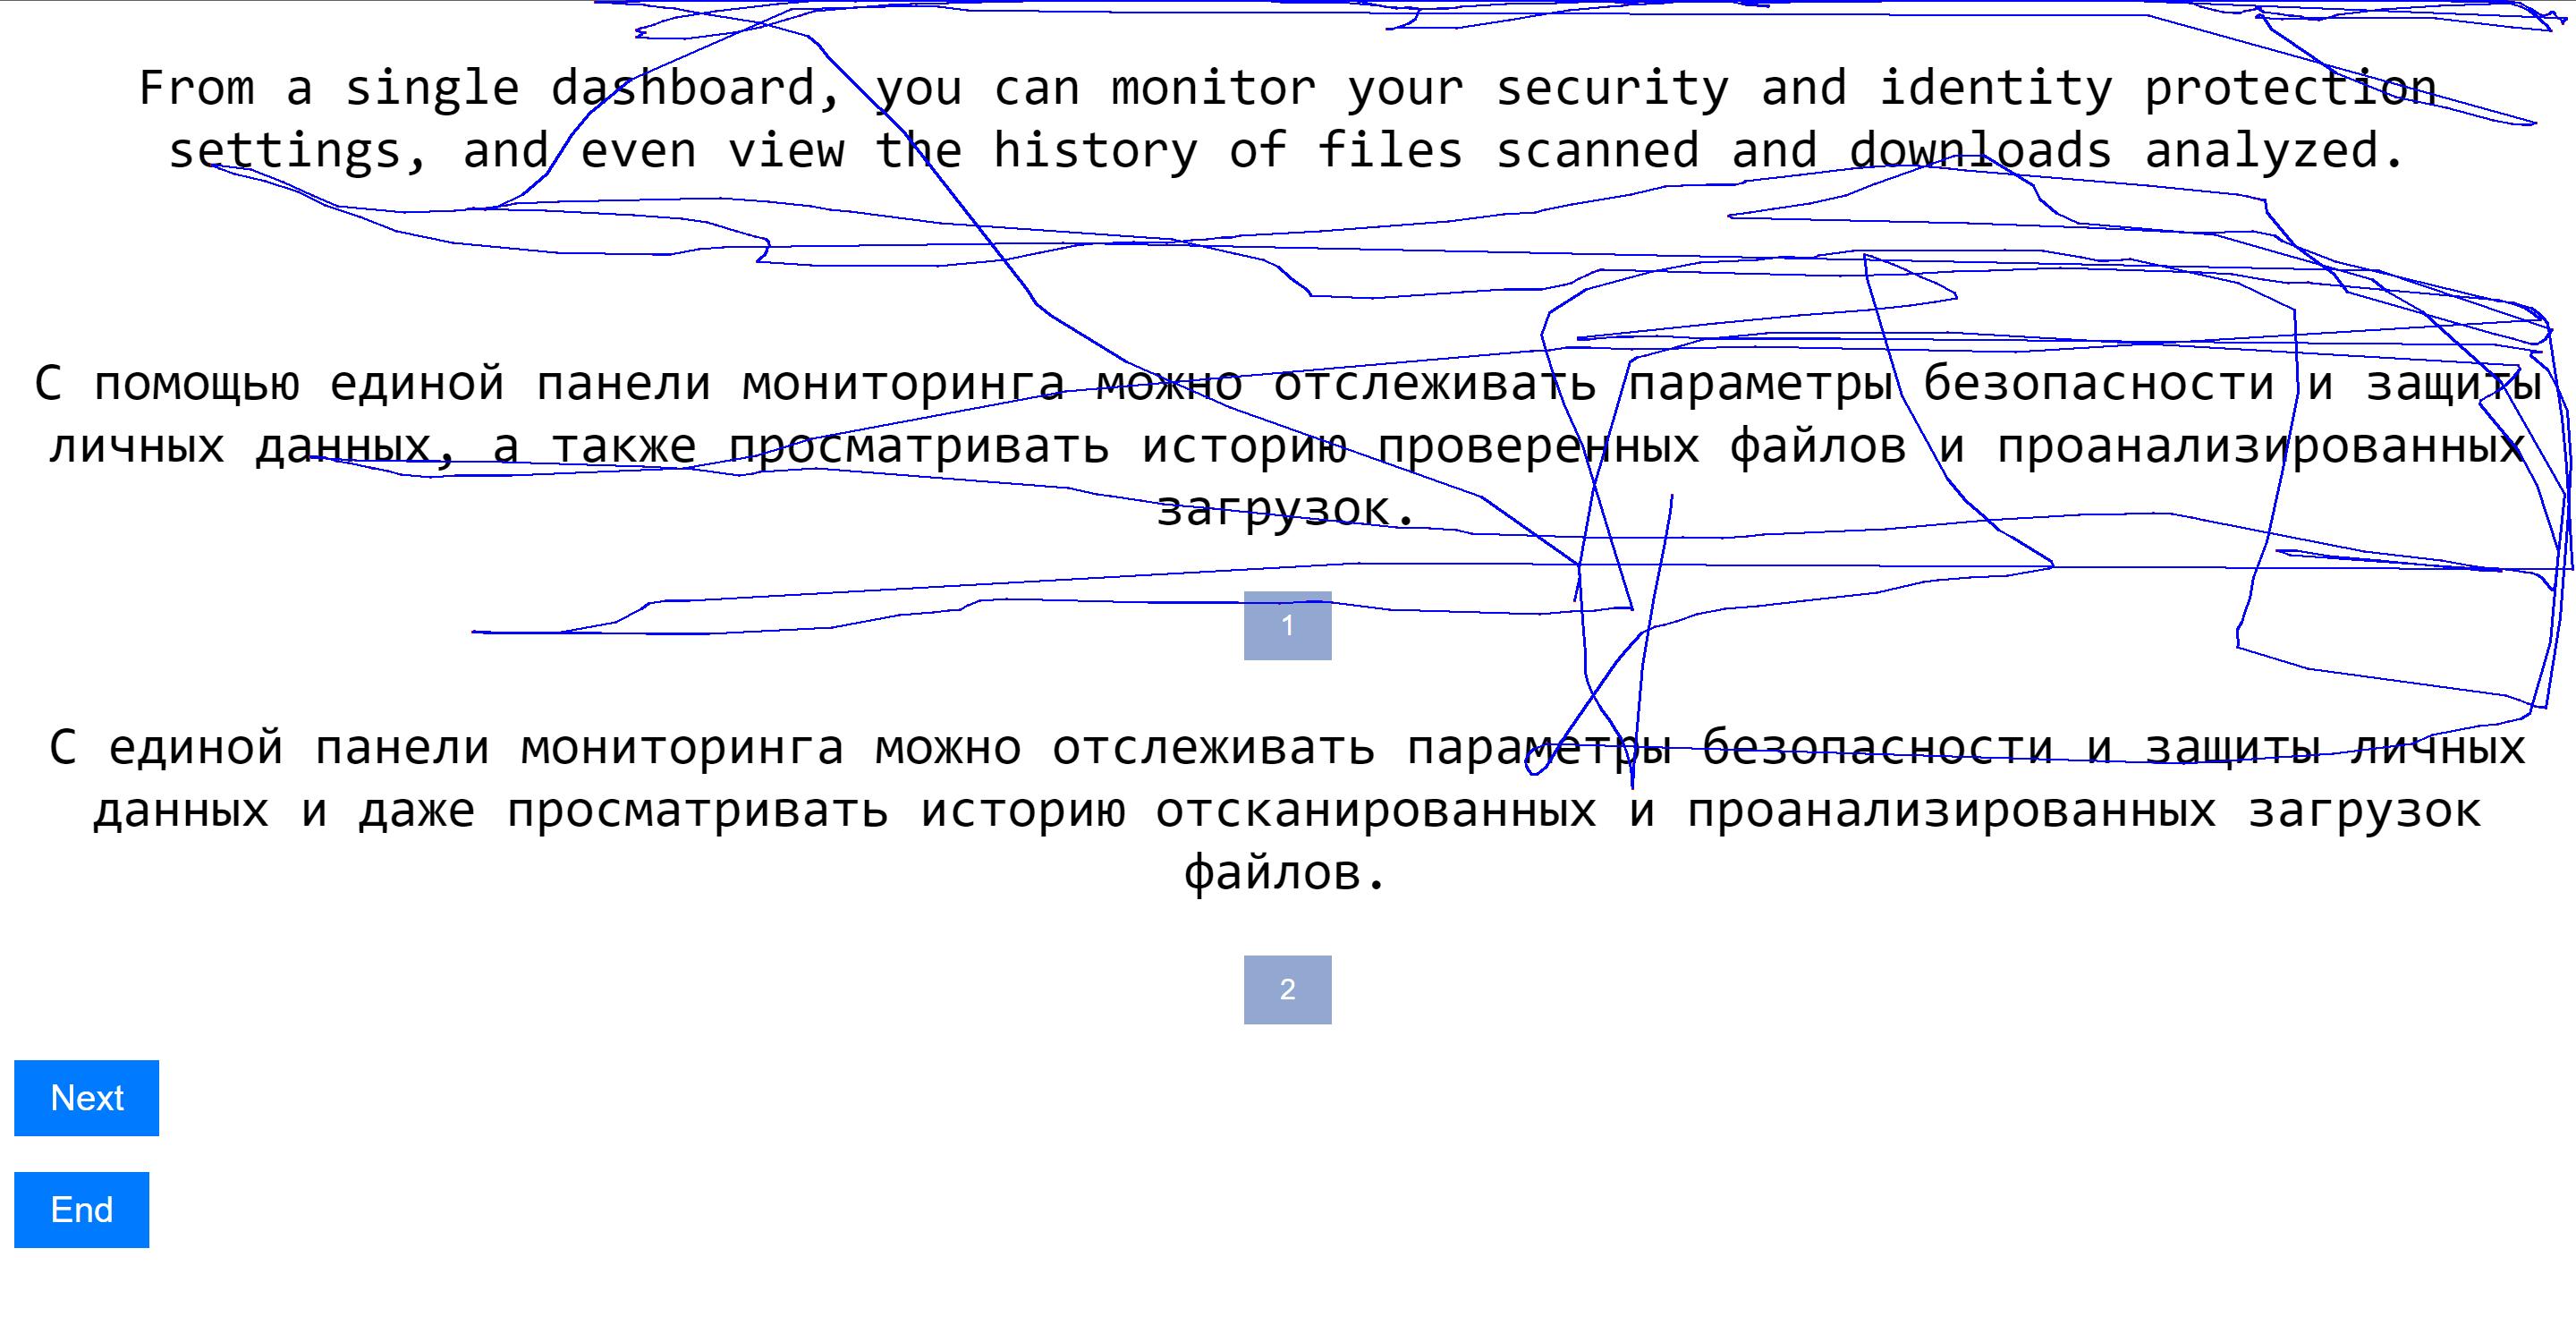 From a single dashboard, you can monitor your security and identity protection
settings, and even view the history of files scanned and downloads analyzed.
С помощью единой панели мониторинга можно отслеживать параметры безопасности и защиты
личных данных, а также просматривать историю проверенных файлов и проанализированных
загрузок.
1
С единой панели мониторинга можно отслеживать параметры безопасности и защиты личных
данных и даже просматривать историю отсканированных и проанализированных загрузок
файлов.
2
Next
End